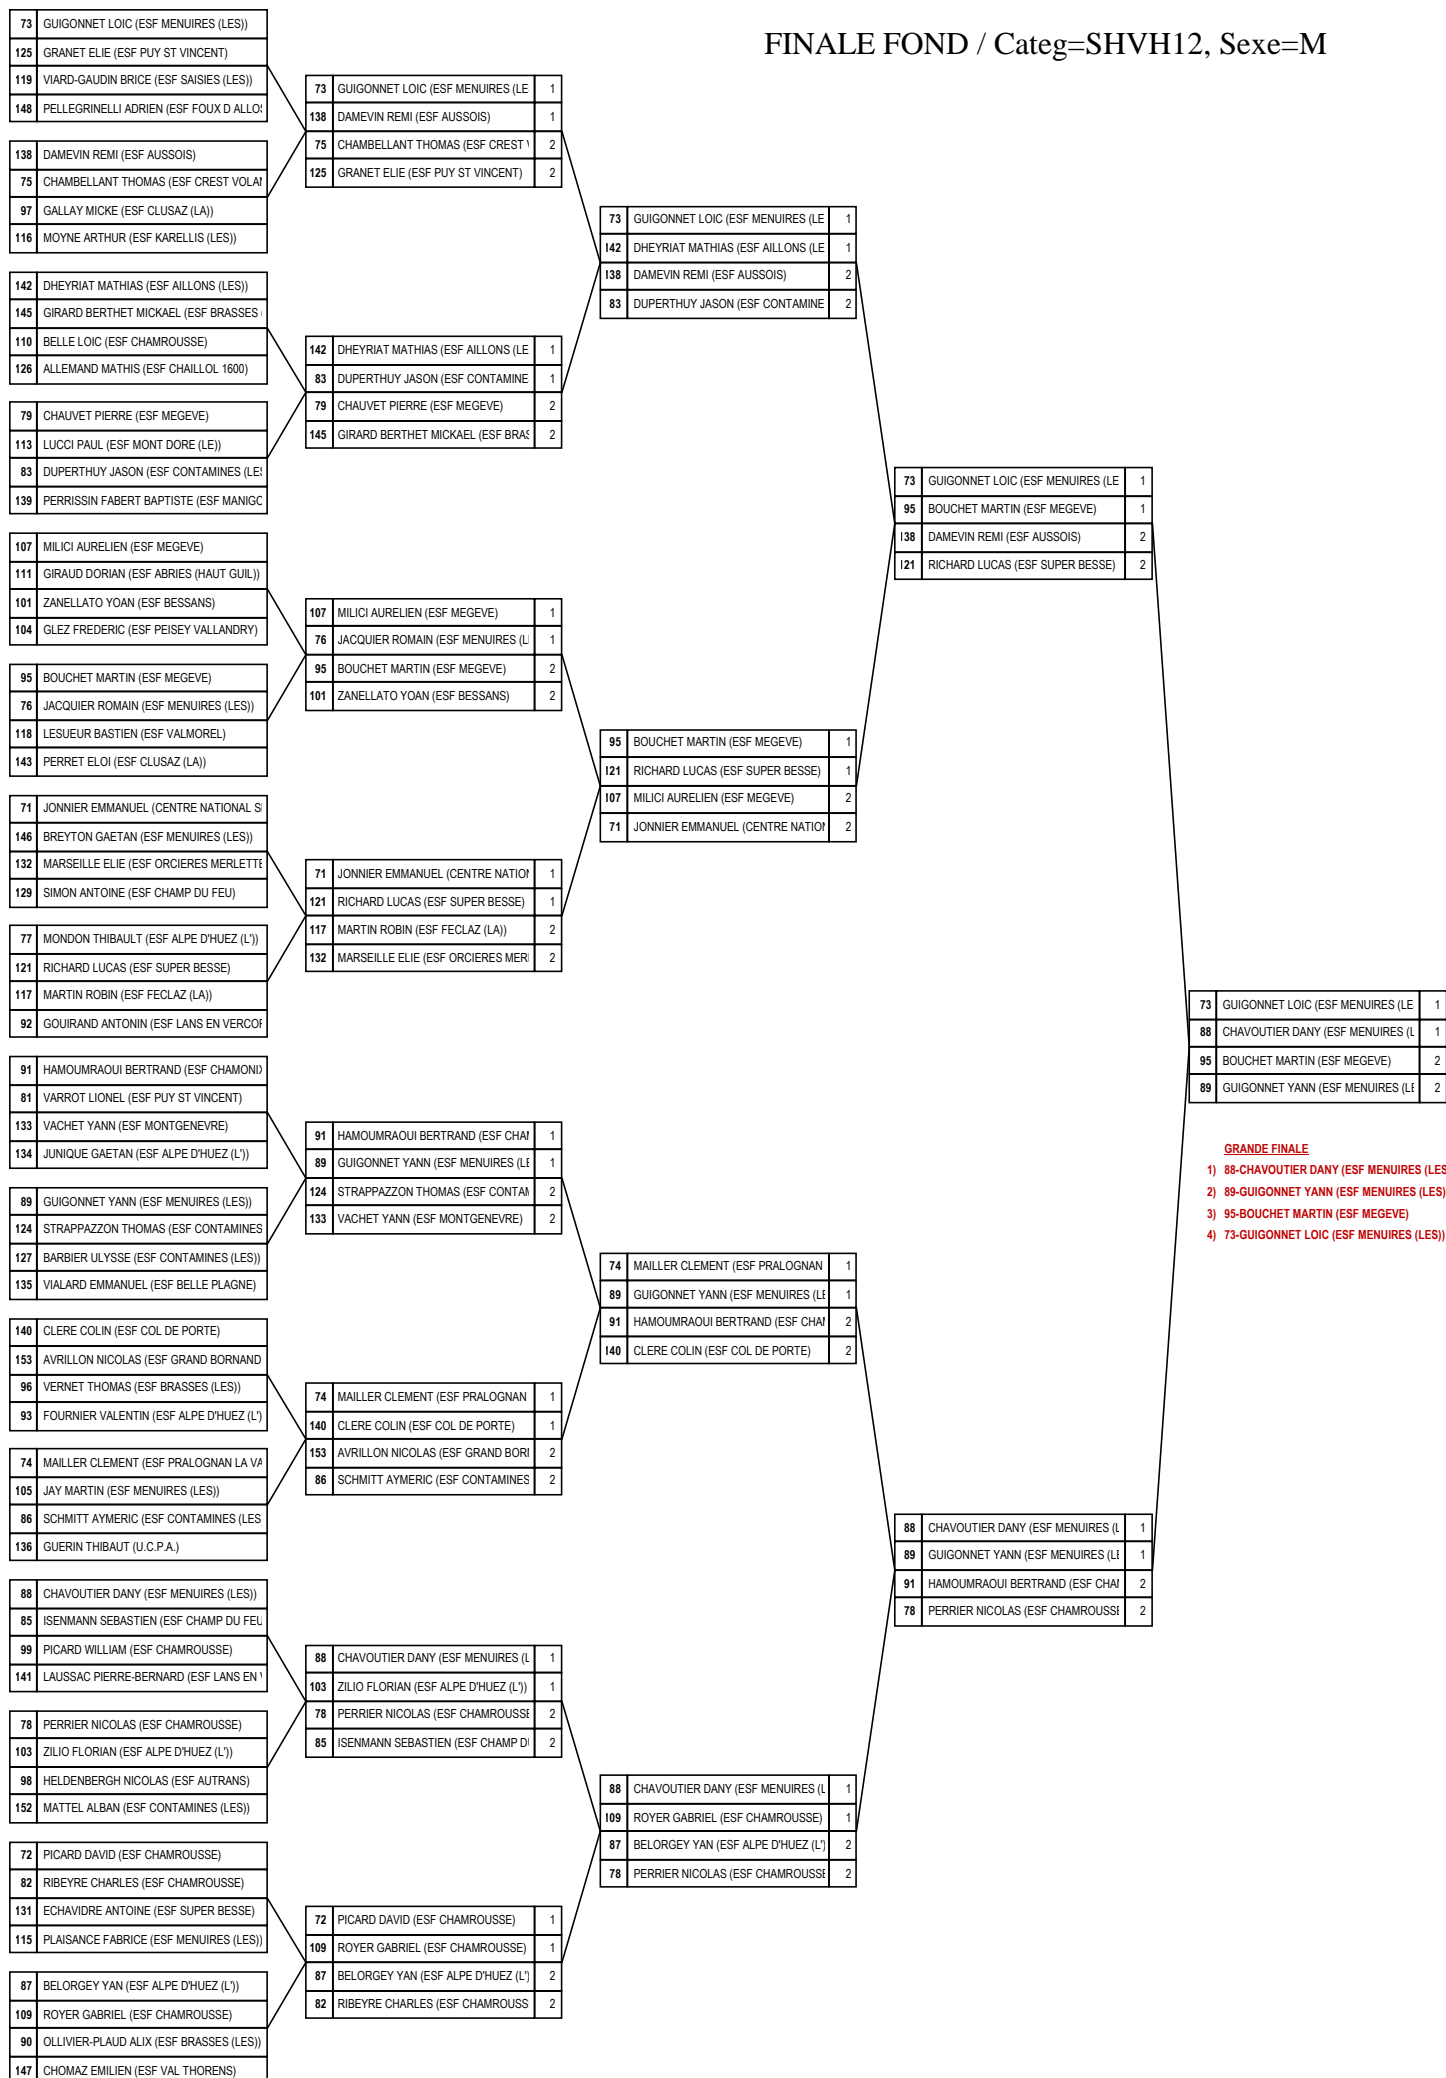 FINALE FOND / Categ=SHVH12, Sexe=M
73 GUIGONNET LOIC (ESF MENUIRES (LES))
125 GRANET ELIE (ESF PUY ST VINCENT)
119 VIARD-GAUDIN BRICE (ESF SAISIES (LES))
148 PELLEGRINELLI ADRIEN (ESF FOUX D ALLOS
138 DAMEVIN REMI (ESF AUSSOIS)
75 CHAMBELLANT THOMAS (ESF CREST VOLAN
97 GALLAY MICKE (ESF CLUSAZ (LA))
116 MOYNE ARTHUR (ESF KARELLIS (LES))
142 DHEYRIAT MATHIAS (ESF AILLONS (LES))
145 GIRARD BERTHET MICKAEL (ESF BRASSES (
110 BELLE LOIC (ESF CHAMROUSSE)
126 ALLEMAND MATHIS (ESF CHAILLOL 1600)
79 CHAUVET PIERRE (ESF MEGEVE)
113 LUCCI PAUL (ESF MONT DORE (LE))
83 DUPERTHUY JASON (ESF CONTAMINES (LES
139 PERRISSIN FABERT BAPTISTE (ESF MANIGO
107 MILICI AURELIEN (ESF MEGEVE)
111 GIRAUD DORIAN (ESF ABRIES (HAUT GUIL))
101 ZANELLATO YOAN (ESF BESSANS)
104 GLEZ FREDERIC (ESF PEISEY VALLANDRY)
95 BOUCHET MARTIN (ESF MEGEVE)
76 JACQUIER ROMAIN (ESF MENUIRES (LES))
118 LESUEUR BASTIEN (ESF VALMOREL)
143 PERRET ELOI (ESF CLUSAZ (LA))
71 JONNIER EMMANUEL (CENTRE NATIONAL S
146 BREYTON GAETAN (ESF MENUIRES (LES))
132 MARSEILLE ELIE (ESF ORCIERES MERLETTE
129 SIMON ANTOINE (ESF CHAMP DU FEU)
77 MONDON THIBAULT (ESF ALPE D'HUEZ (L'))
121 RICHARD LUCAS (ESF SUPER BESSE)
117 MARTIN ROBIN (ESF FECLAZ (LA))
92 GOUIRAND ANTONIN (ESF LANS EN VERCOR
91 HAMOUMRAOUI BERTRAND (ESF CHAMONIX
81 VARROT LIONEL (ESF PUY ST VINCENT)
133 VACHET YANN (ESF MONTGENEVRE)
134 JUNIQUE GAETAN (ESF ALPE D'HUEZ (L'))
89 GUIGONNET YANN (ESF MENUIRES (LES))
124 STRAPPAZZON THOMAS (ESF CONTAMINES
127 BARBIER ULYSSE (ESF CONTAMINES (LES))
135 VIALARD EMMANUEL (ESF BELLE PLAGNE)
140 CLERE COLIN (ESF COL DE PORTE)
153 AVRILLON NICOLAS (ESF GRAND BORNAND
96 VERNET THOMAS (ESF BRASSES (LES))
93 FOURNIER VALENTIN (ESF ALPE D'HUEZ (L')
74 MAILLER CLEMENT (ESF PRALOGNAN LA VA
105 JAY MARTIN (ESF MENUIRES (LES))
86 SCHMITT AYMERIC (ESF CONTAMINES (LES
136 GUERIN THIBAUT (U.C.P.A.)
88 CHAVOUTIER DANY (ESF MENUIRES (LES))
85 ISENMANN SEBASTIEN (ESF CHAMP DU FEU
99 PICARD WILLIAM (ESF CHAMROUSSE)
141 LAUSSAC PIERRE-BERNARD (ESF LANS EN V
78 PERRIER NICOLAS (ESF CHAMROUSSE)
103 ZILIO FLORIAN (ESF ALPE D'HUEZ (L'))
98 HELDENBERGH NICOLAS (ESF AUTRANS)
152 MATTEL ALBAN (ESF CONTAMINES (LES))
72 PICARD DAVID (ESF CHAMROUSSE)
82 RIBEYRE CHARLES (ESF CHAMROUSSE)
131 ECHAVIDRE ANTOINE (ESF SUPER BESSE)
115 PLAISANCE FABRICE (ESF MENUIRES (LES))
87 BELORGEY YAN (ESF ALPE D'HUEZ (L'))
109 ROYER GABRIEL (ESF CHAMROUSSE)
90 OLLIVIER-PLAUD ALIX (ESF BRASSES (LES))
147 CHOMAZ EMILIEN (ESF VAL THORENS)
73 GUIGONNET LOIC (ESF MENUIRES (LE 1
138 DAMEVIN REMI (ESF AUSSOIS) 1
75 CHAMBELLANT THOMAS (ESF CREST V 2
125 GRANET ELIE (ESF PUY ST VINCENT) 2
142 DHEYRIAT MATHIAS (ESF AILLONS (LE 1
83 DUPERTHUY JASON (ESF CONTAMINE 1
79 CHAUVET PIERRE (ESF MEGEVE) 2
145 GIRARD BERTHET MICKAEL (ESF BRAS 2
107 MILICI AURELIEN (ESF MEGEVE) 1
76 JACQUIER ROMAIN (ESF MENUIRES (L 1
95 BOUCHET MARTIN (ESF MEGEVE) 2
101 ZANELLATO YOAN (ESF BESSANS) 2
71 JONNIER EMMANUEL (CENTRE NATION 1
121 RICHARD LUCAS (ESF SUPER BESSE) 1
117 MARTIN ROBIN (ESF FECLAZ (LA)) 2
132 MARSEILLE ELIE (ESF ORCIERES MER 2
91 HAMOUMRAOUI BERTRAND (ESF CHAM 1
89 GUIGONNET YANN (ESF MENUIRES (LE 1
124 STRAPPAZZON THOMAS (ESF CONTAM 2
133 VACHET YANN (ESF MONTGENEVRE) 2
74 MAILLER CLEMENT (ESF PRALOGNAN 1
140 CLERE COLIN (ESF COL DE PORTE) 1
153 AVRILLON NICOLAS (ESF GRAND BORN 2
86 SCHMITT AYMERIC (ESF CONTAMINES 2
88 CHAVOUTIER DANY (ESF MENUIRES (L 1
103 ZILIO FLORIAN (ESF ALPE D'HUEZ (L')) 1
78 PERRIER NICOLAS (ESF CHAMROUSSE 2
85 ISENMANN SEBASTIEN (ESF CHAMP D 2
72 PICARD DAVID (ESF CHAMROUSSE) 1
109 ROYER GABRIEL (ESF CHAMROUSSE) 1
87 BELORGEY YAN (ESF ALPE D'HUEZ (L') 2
82 RIBEYRE CHARLES (ESF CHAMROUSS 2
73 GUIGONNET LOIC (ESF MENUIRES (LE 1
142 DHEYRIAT MATHIAS (ESF AILLONS (LE 1
138 DAMEVIN REMI (ESF AUSSOIS) 2
83 DUPERTHUY JASON (ESF CONTAMINE 2
95 BOUCHET MARTIN (ESF MEGEVE) 1
121 RICHARD LUCAS (ESF SUPER BESSE) 1
107 MILICI AURELIEN (ESF MEGEVE) 2
71 JONNIER EMMANUEL (CENTRE NATION 2
74 MAILLER CLEMENT (ESF PRALOGNAN 1
89 GUIGONNET YANN (ESF MENUIRES (LE 1
91 HAMOUMRAOUI BERTRAND (ESF CHAM 2
140 CLERE COLIN (ESF COL DE PORTE) 2
88 CHAVOUTIER DANY (ESF MENUIRES (L 1
109 ROYER GABRIEL (ESF CHAMROUSSE) 1
87 BELORGEY YAN (ESF ALPE D'HUEZ (L') 2
78 PERRIER NICOLAS (ESF CHAMROUSSE 2
73 GUIGONNET LOIC (ESF MENUIRES (LE 1
95 BOUCHET MARTIN (ESF MEGEVE) 1
138 DAMEVIN REMI (ESF AUSSOIS) 2
121 RICHARD LUCAS (ESF SUPER BESSE) 2
88 CHAVOUTIER DANY (ESF MENUIRES (L 1
89 GUIGONNET YANN (ESF MENUIRES (LE 1
91 HAMOUMRAOUI BERTRAND (ESF CHAM 2
78 PERRIER NICOLAS (ESF CHAMROUSSE 2
73 GUIGONNET LOIC (ESF MENUIRES (LE 1
88 CHAVOUTIER DANY (ESF MENUIRES (L 1
95 BOUCHET MARTIN (ESF MEGEVE) 2
89 GUIGONNET YANN (ESF MENUIRES (LE 2
GRANDE FINALE
1) 88-CHAVOUTIER DANY (ESF MENUIRES (LES
2) 89-GUIGONNET YANN (ESF MENUIRES (LES)
3) 95-BOUCHET MARTIN (ESF MEGEVE)
4) 73-GUIGONNET LOIC (ESF MENUIRES (LES))